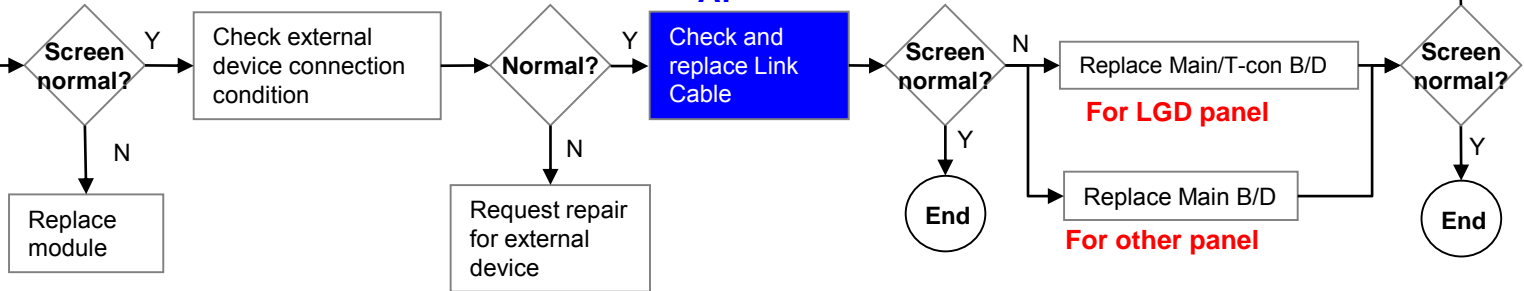 Screen
normal?
Y
N
Replace
module
Check external
device connection
condition
Normal?
Y
N
Request repair
for external
device
Check and
replace Link
Cable
Screen
normal?
N
Y
End
Replace Main/T-con B/D
For LGD panel
Replace Main B/D
For other panel
Screen
normal?
Y
End